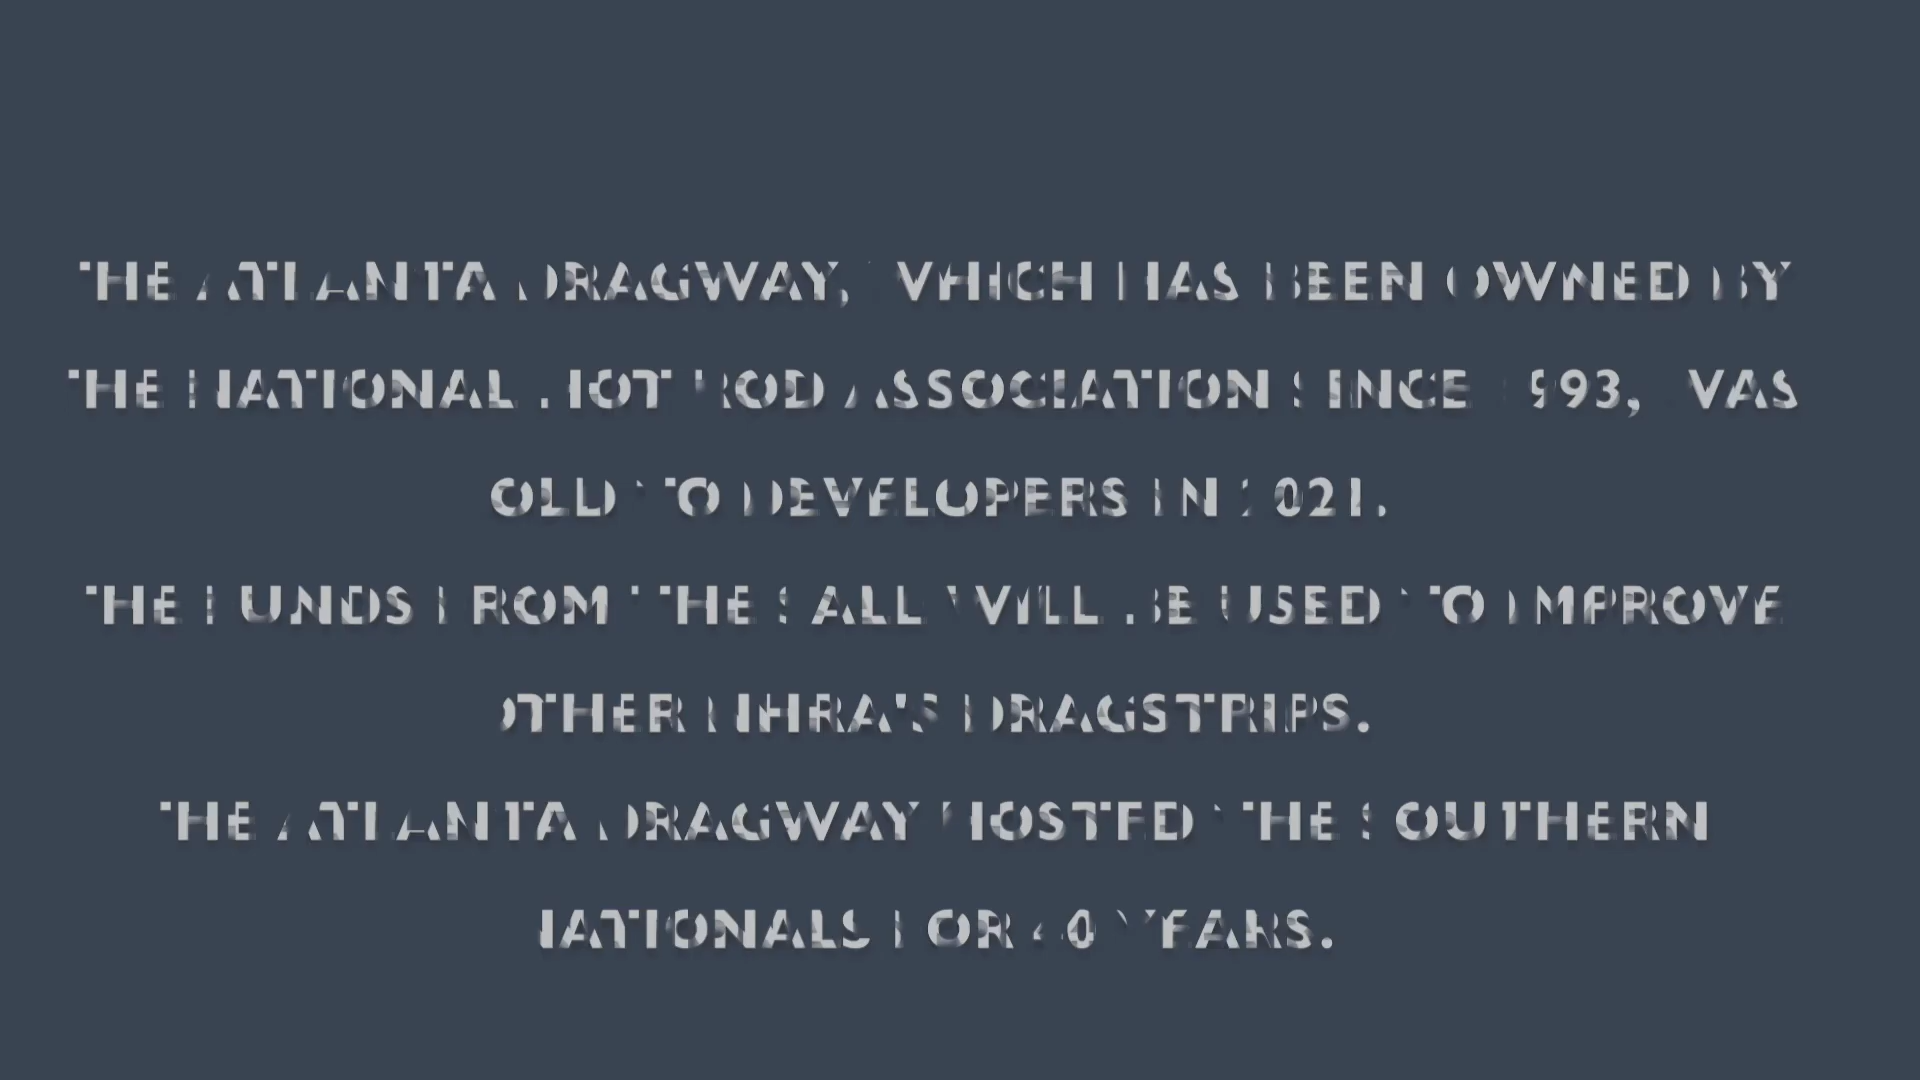 THE ATLANTA DRAGWAY, WHICH HAS BEEN OWNED BY
THE NATIONAL HOT ROD ASSOCIATION SINCE 1993, WAS
SOLD TO DEVELOPERS IN 2021.
THE FUNDS FROM THE SALL WILL BE USED TO IMPROVE
OTHER NHRA'S DRAGSTRIPS.
THE ATLANTA DRAGWAY HOSTED THE SOUTHERN
NATIONALS FOR 40 YEARS.